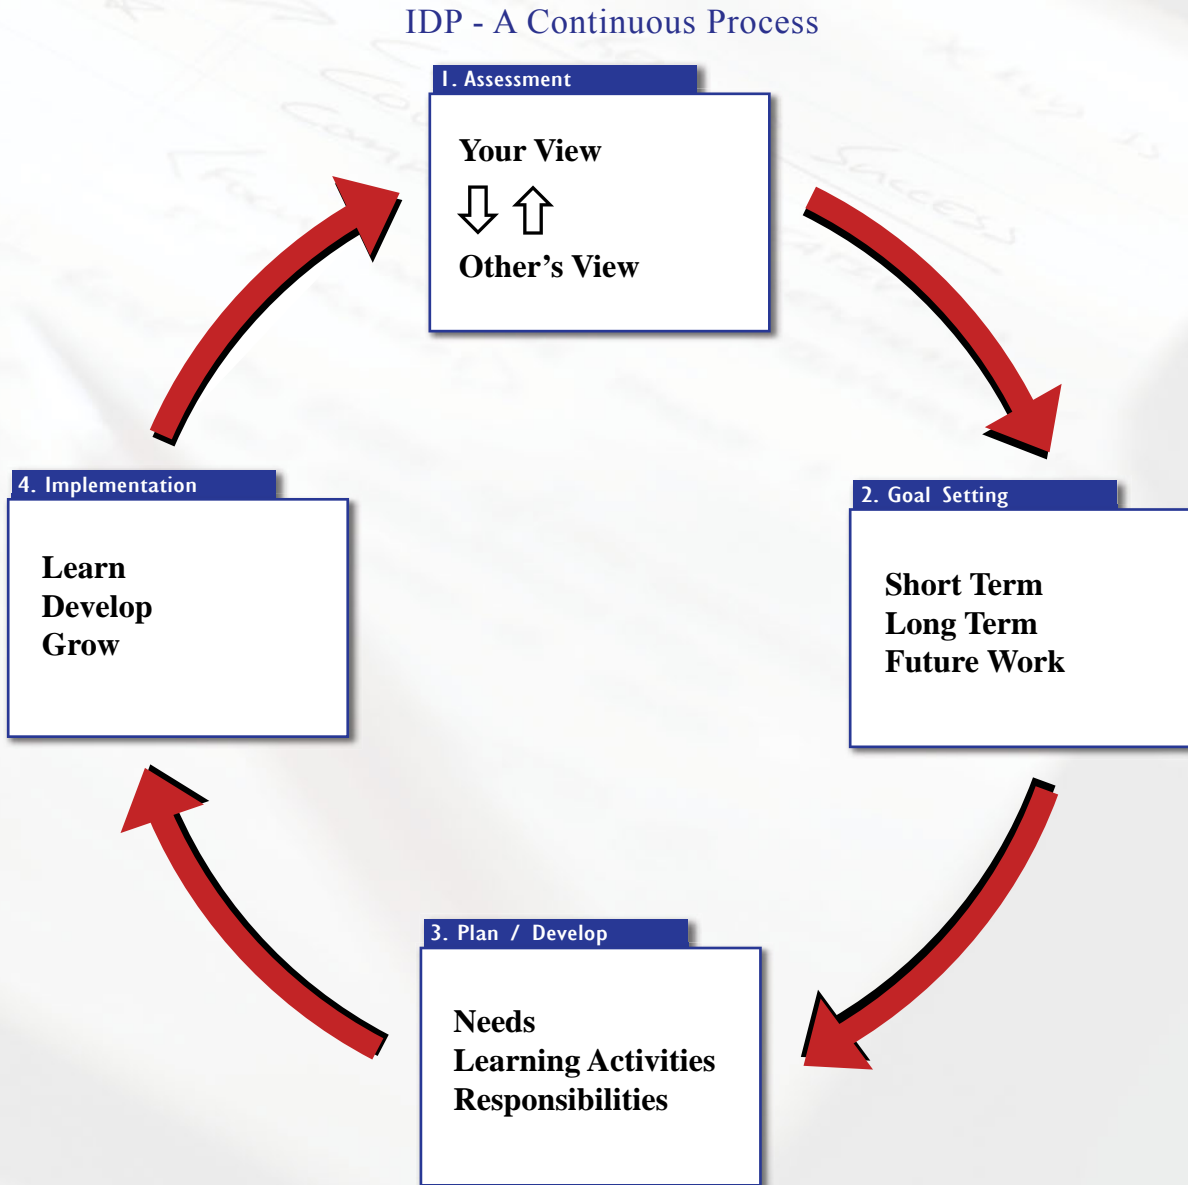 IDP - A Continuous Process
1. Assessment
Your View
Other’s View
2. Goal Setting
Short Term
Long Term
Future Work
3. Plan / Develop
Needs
Learning Activities
Responsibilities
4. Implementation
Learn
Develop
Grow
Success